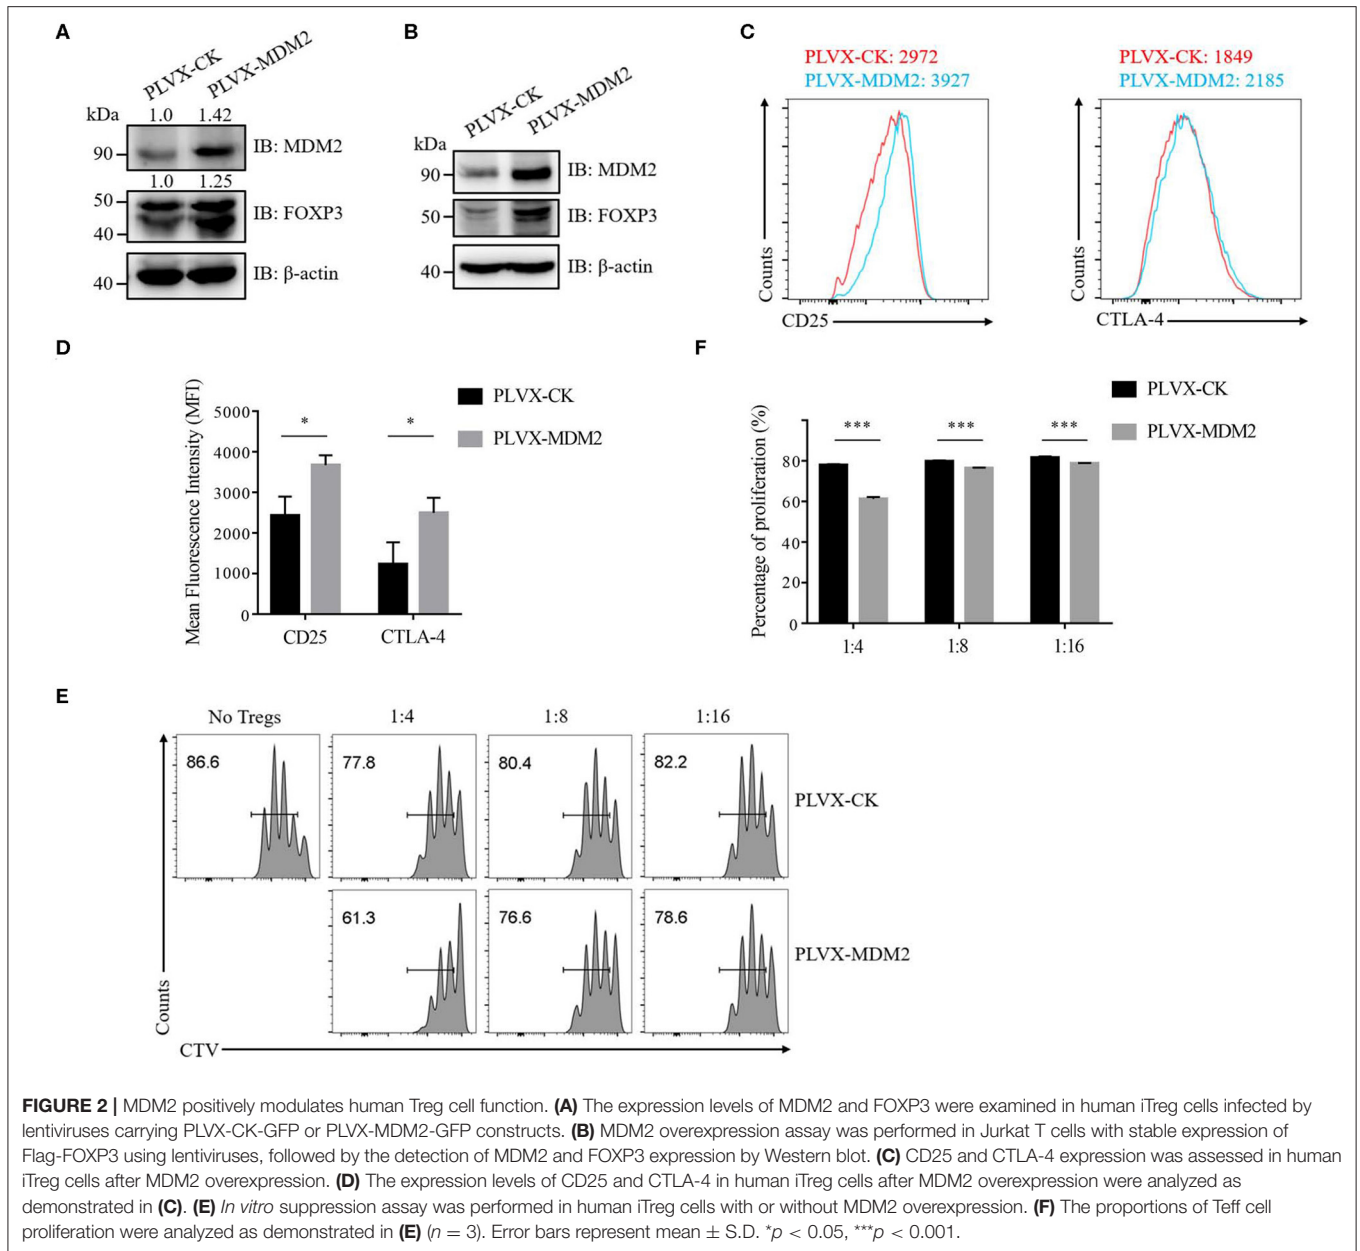 A
PLVX-CK
PLVX-MDM2
kDa
1.0 1.42
90
IB: MDM2
1.0 1.25
50
40
IB: FOXP3
40
IB: β-actin
B
PLVX-CK
PLVX-MDM2
kDa
90
IB: MDM2
50
IB: FOXP3
40
IB: β-actin
C
PLVX-CK: 2972
PLVX-MDM2: 3927
Counts
CD25
PLVX-CK: 1849
PLVX-MDM2: 2185
Counts
CTLA-4
D
PLVX-CK
PLVX-MDM2
Mean Fluorescence Intensity (MFI)
5000
4000
3000
2000
1000
0
* *
CD25 CTLA-4
F
PLVX-CK
PLVX-MDM2
Percentage of proliferation (%)
80
60
40
20
0
*** *** ***
1:4 1:8 1:16
E
No Tregs 1:4 1:8 1:16
86.6 77.8 80.4 82.2
PLVX-CK
61.3 76.6 78.6
PLVX-MDM2
Counts
CTV
FIGURE 2 | MDM2 positively modulates human Treg cell function. (A) The expression levels of MDM2 and FOXP3 were examined in human iTreg cells infected by
lentiviruses carrying PLVX-CK-GFP or PLVX-MDM2-GFP constructs. (B) MDM2 overexpression assay was performed in Jurkat T cells with stable expression of
Flag-FOXP3 using lentiviruses, followed by the detection of MDM2 and FOXP3 expression by Western blot. (C) CD25 and CTLA-4 expression was assessed in human
iTreg cells after MDM2 overexpression. (D) The expression levels of CD25 and CTLA-4 in human iTreg cells after MDM2 overexpression were analyzed as
demonstrated in (C). (E) In vitro suppression assay was performed in human iTreg cells with or without MDM2 overexpression. (F) The proportions of Teff cell
proliferation were analyzed as demonstrated in (E) (n = 3). Error bars represent mean ± S.D. *p < 0.05, ***p < 0.001.